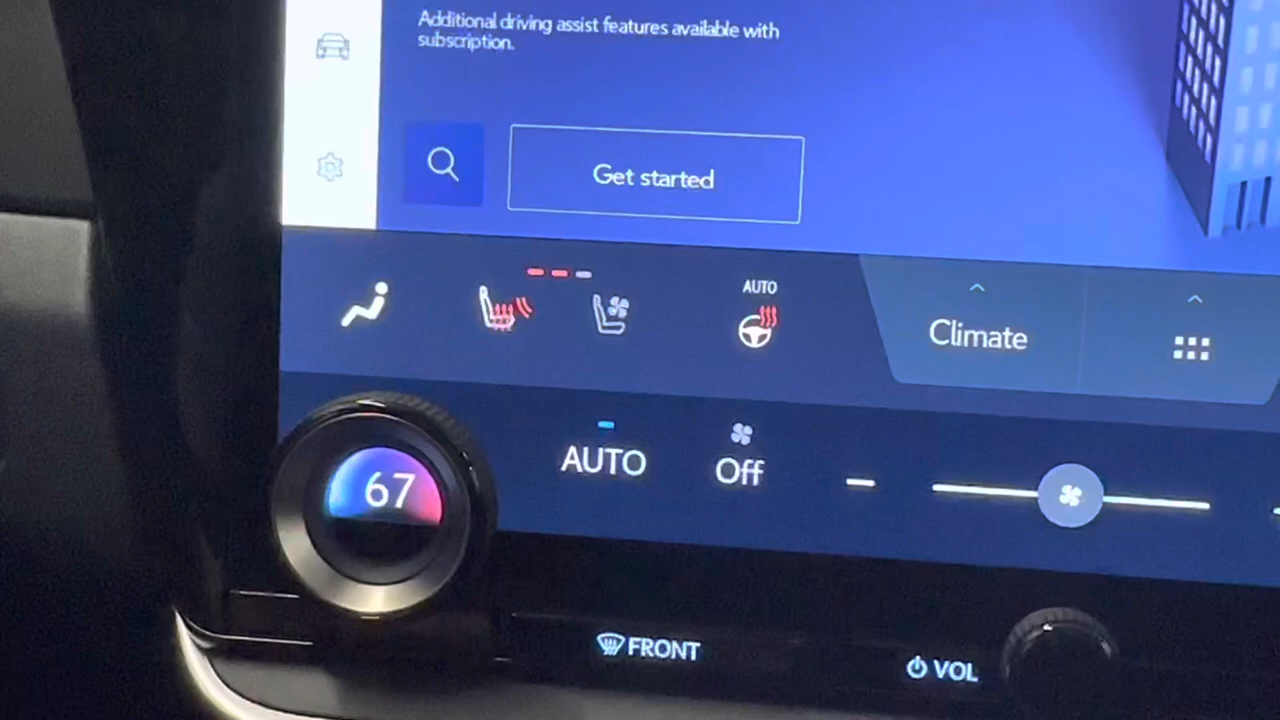 Additional driving assist features available with
subscription.
Get started
AUTO
Climate
67
AUTO
Off
FRONT
VOL